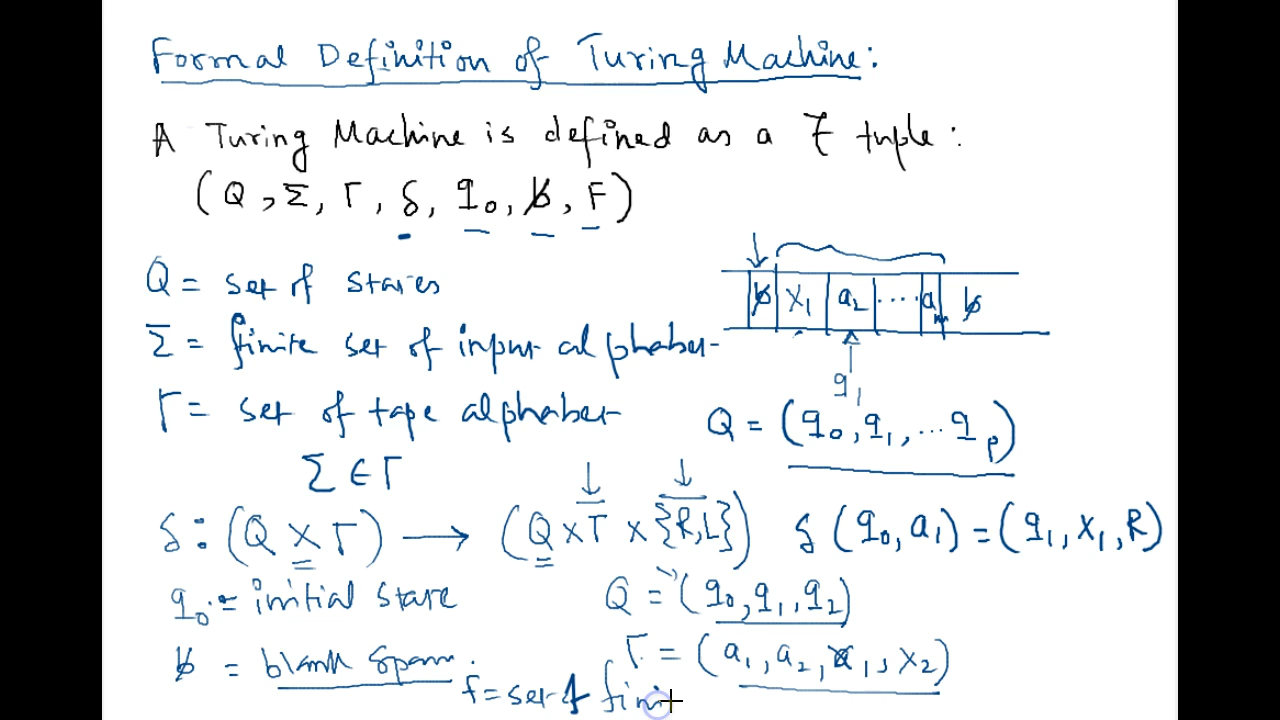 Formal Definition of Turing Machine:
A Turing Machine is defined as a 7 tuple:
(Q, Σ, Γ, δ, q₀, ƀ, F)
Q = set of states
Σ = finite set of input alphabet
Γ = set of tape alphabet
Σ ∈ Γ
δ : (Q × Γ) → (Q × Γ × {R,L})
q₀ = initial state
ƀ = blank
F = set of fini
ƀ x₁ a₂ ... aₙ ƀ
q₁
Q = (q₀, q₁, ... qₚ)
δ (q₀, a₁) = (q₁, x₁, R)
Q = (q₀, q₁, q₂)
Γ = (a₁, a₂, x₁, x₂)